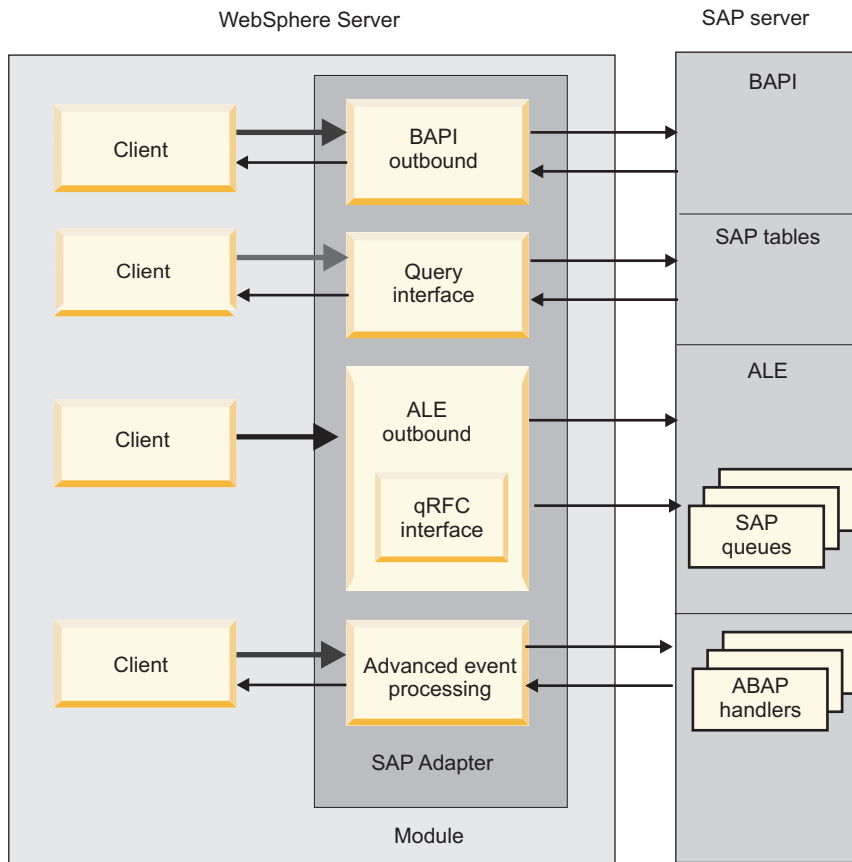 WebSphere Server
SAP server
Client
BAPI
outbound
BAPI
Client
Query
interface
SAP tables
Client
ALE
outbound
qRFC
interface
ALE
SAP
queues
Client
Advanced event
processing
ABAP
handlers
SAP Adapter
Module